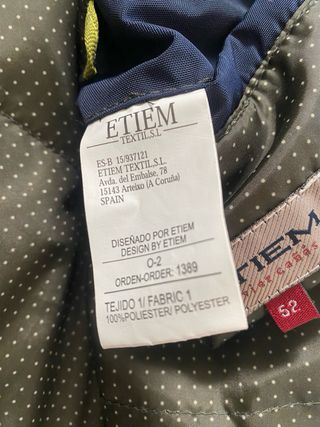 ETIEM
TEXTIL S.L
ES-B 15/937121
ETIEM TEXTIL.S.L.
Avda. del Embalse, 78
15143 Arteixo (A Coruña)
SPAIN
DISEÑADO POR ETIEM
DESIGN BY ETIEM
O-2
ORDEN-ORDER: 1389
TEJIDO 1/ FABRIC 1
100%POLIESTER/ POLYESTER
TIEM
52